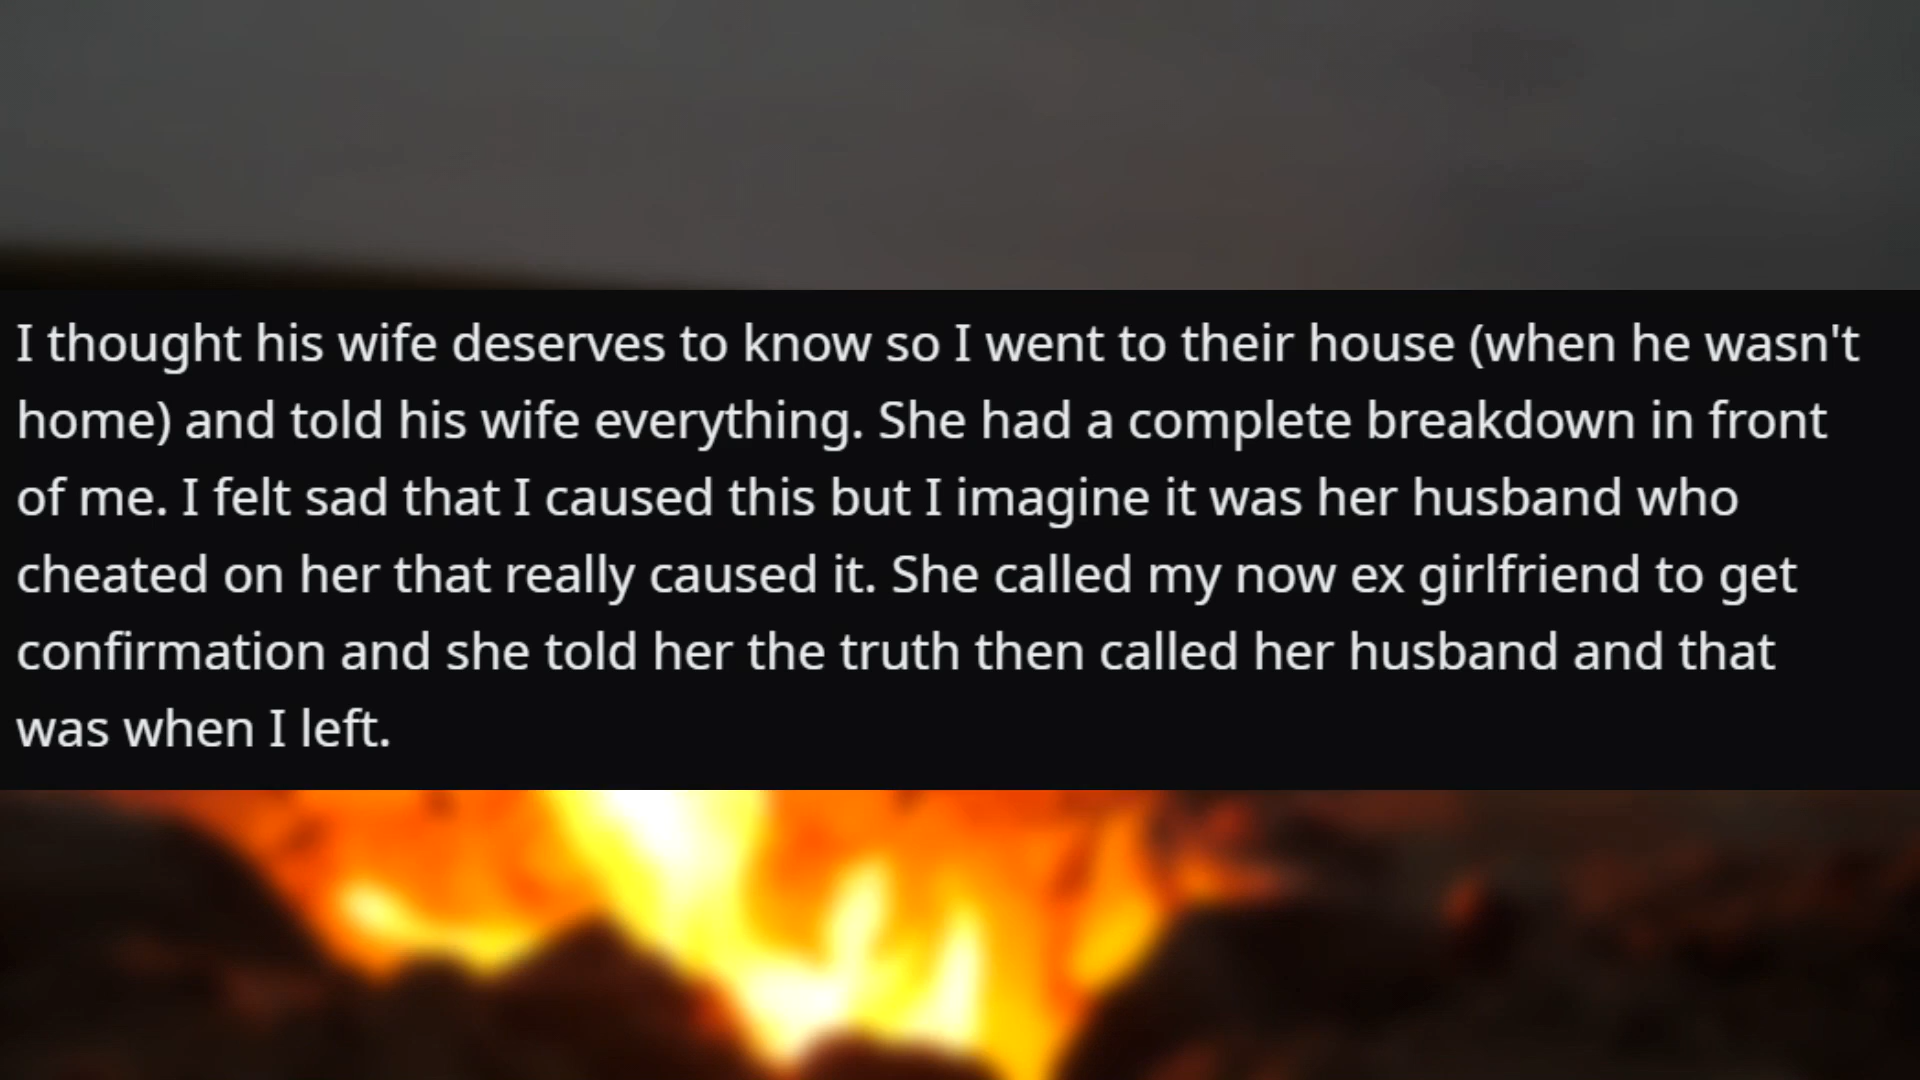 I thought his wife deserves to know so I went to their house (when he wasn't
home) and told his wife everything. She had a complete breakdown in front
of me. I felt sad that I caused this but I imagine it was her husband who
cheated on her that really caused it. She called my now ex girlfriend to get
confirmation and she told her the truth then called her husband and that
was when I left.